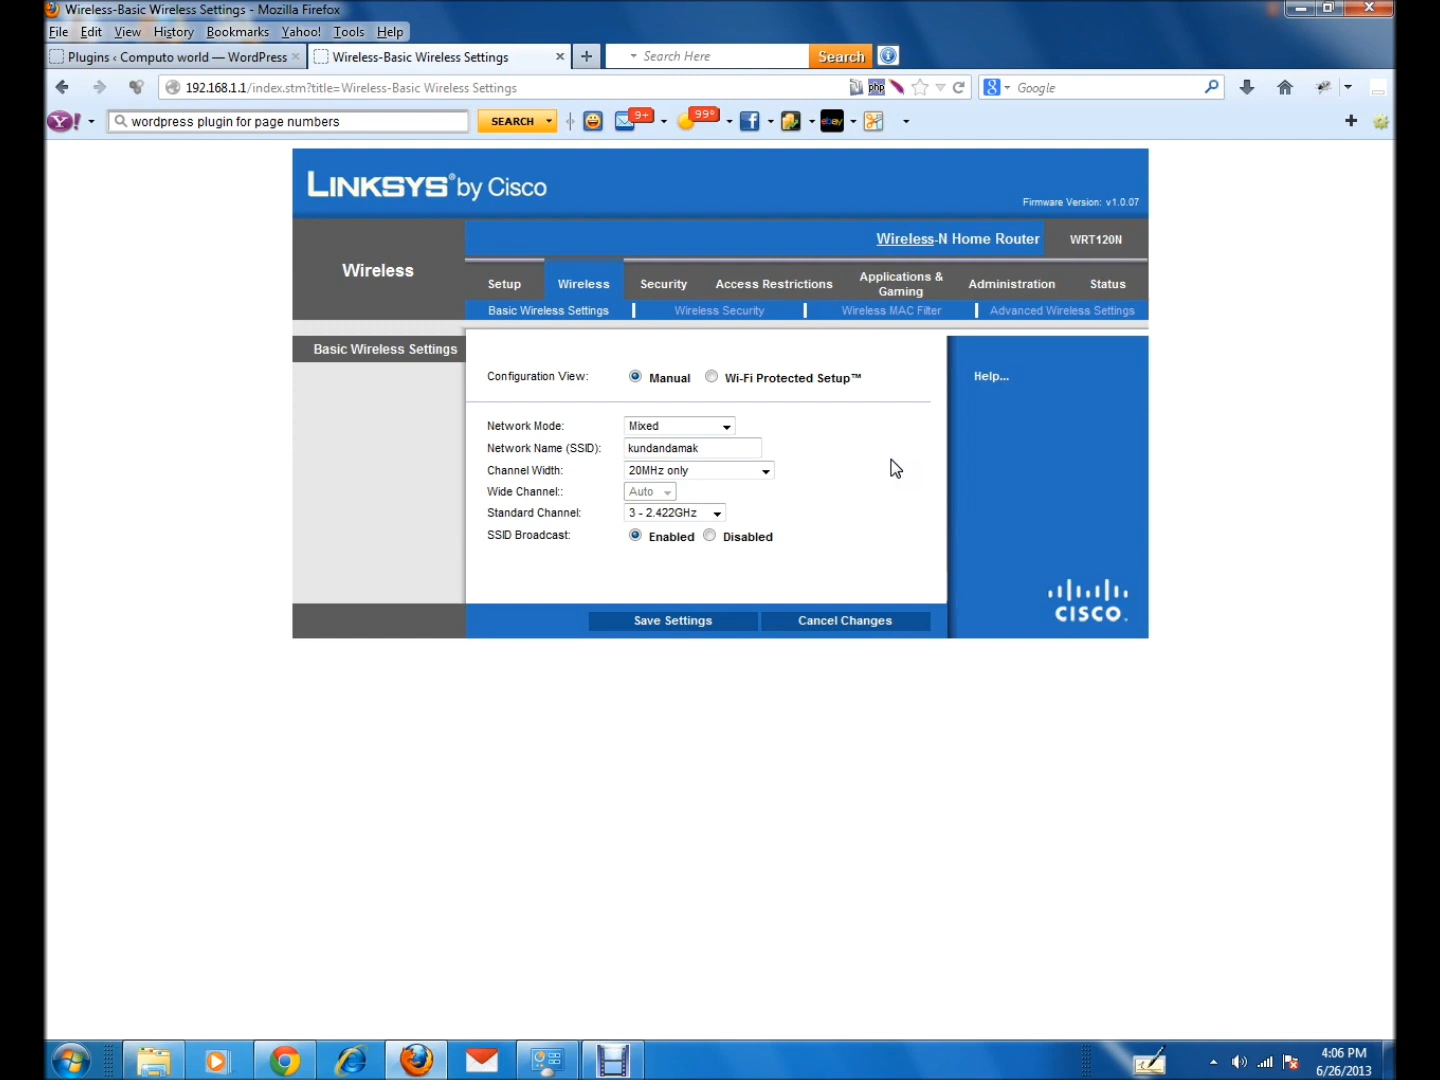 Wireless-Basic Wireless Settings - Mozilla Firefox
File Edit View History Bookmarks Yahoo! Tools Help
Plugins ‹ Computo world — WordPress
Wireless-Basic Wireless Settings
Search Here
Search
192.168.1.1/index.stm?title=Wireless-Basic Wireless Settings
php
8
Google
Y!
wordpress plugin for page numbers
SEARCH
9+
99°
f
ebay
LINKSYS® by Cisco
Firmware Version: v1.0.07
Wireless-N Home Router
WRT120N
Wireless
Setup
Wireless
Security
Access Restrictions
Applications &
Gaming
Administration
Status
Basic Wireless Settings
Wireless Security
Wireless MAC Filter
Advanced Wireless Settings
Basic Wireless Settings
Configuration View: Manual Wi-Fi Protected Setup™
Help...
Network Mode: Mixed
Network Name (SSID): kundandamak
Channel Width: 20MHz only
Wide Channel:: Auto
Standard Channel: 3 - 2.422GHz
SSID Broadcast: Enabled Disabled
CISCO.
Save Settings
Cancel Changes
4:06 PM
6/26/2013